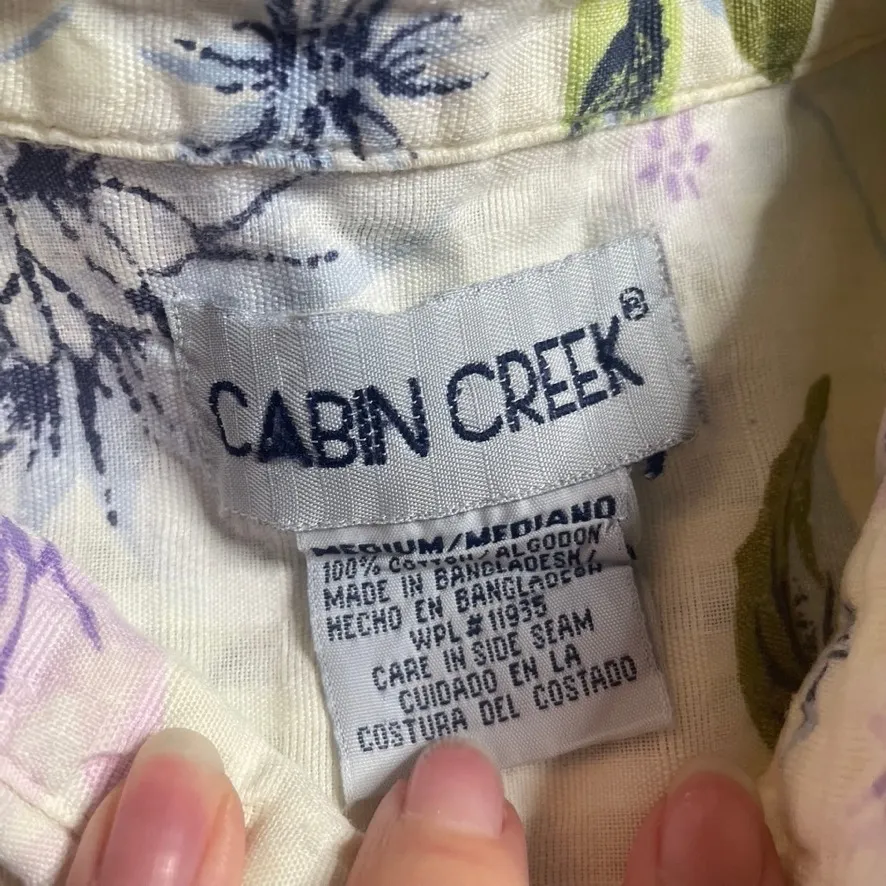 CABIN CREEK®
MEDIUM/MEDIANO
100% COTTON/ALGODON
MADE IN BANGLADESH/
HECHO EN BANGLADESH
WPL #11935
CARE IN SIDE SEAM
CUIDADO EN LA
COSTURA DEL COSTADO